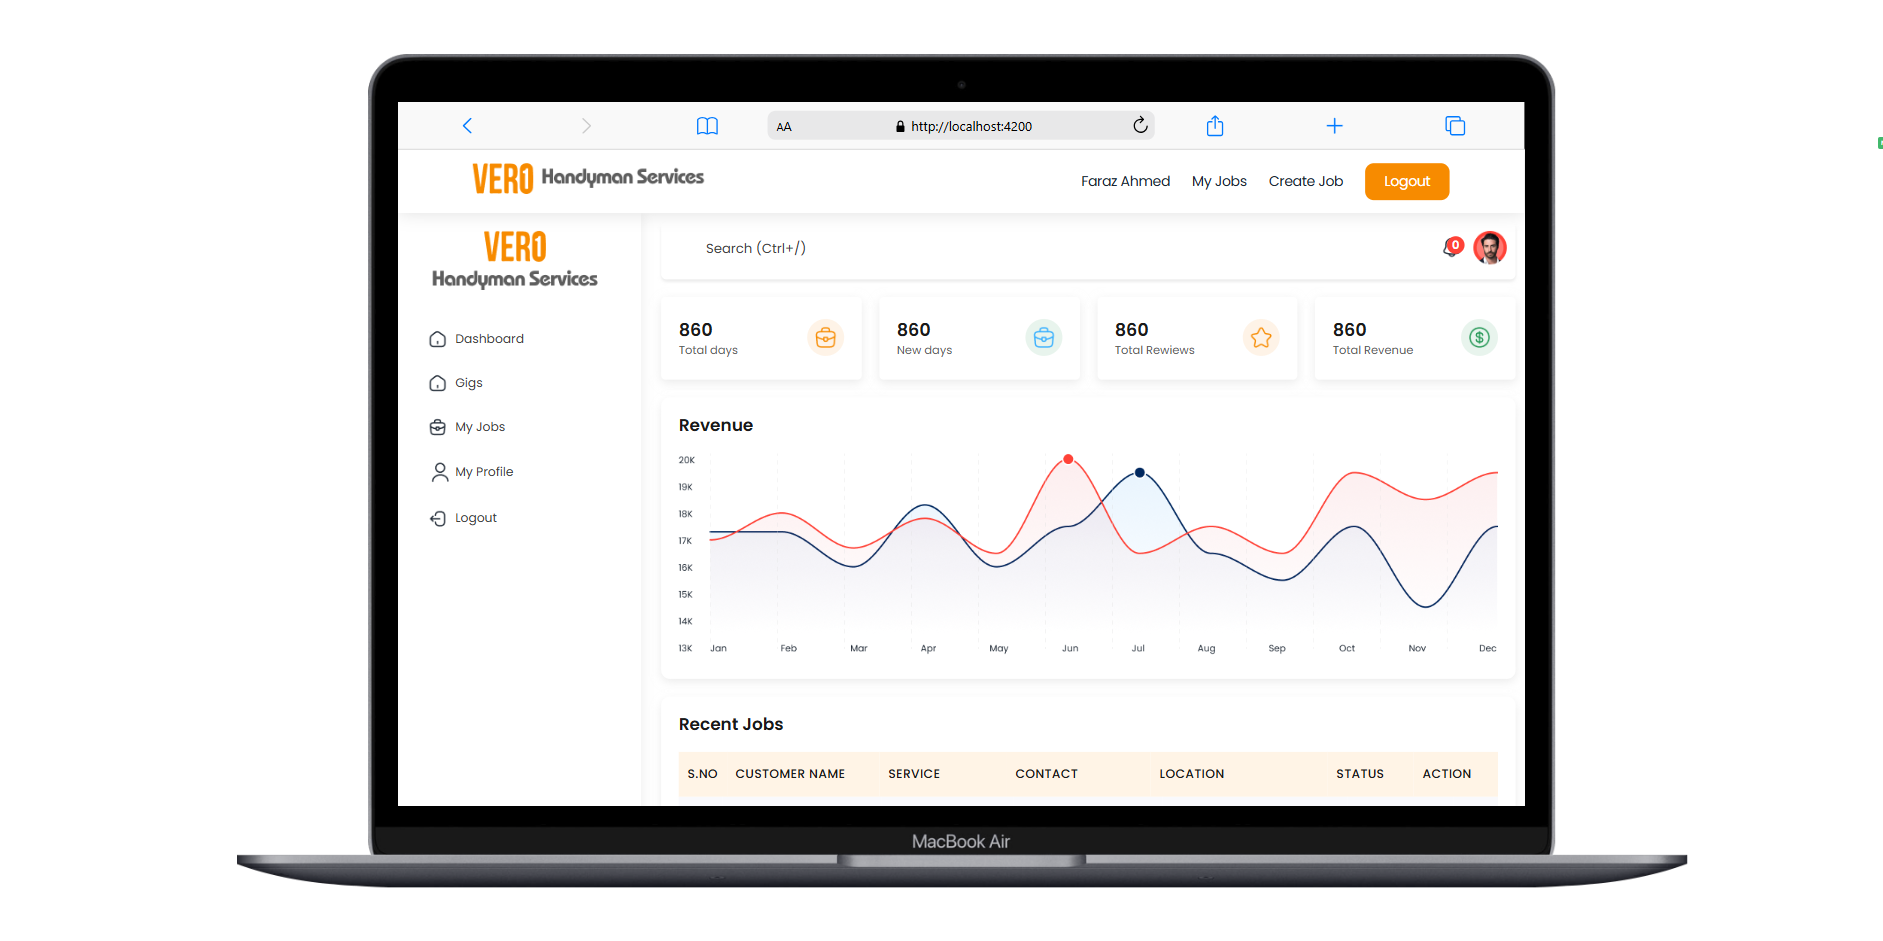 AA http://localhost:4200
VERO Handyman Services Faraz Ahmed My Jobs Create Job Logout
VERO
Handyman Services
Dashboard
Gigs
My Jobs
My Profile
Logout
Search (Ctrl+/) 0
860 860 860 860
Total days New days Total Rewiews Total Revenue
Revenue
20K
19K
18K
17K
16K
15K
14K
13K Jan Feb Mar Apr May Jun Jul Aug Sep Oct Nov Dec
Recent Jobs
S.NO CUSTOMER NAME SERVICE CONTACT LOCATION STATUS ACTION
MacBook Air